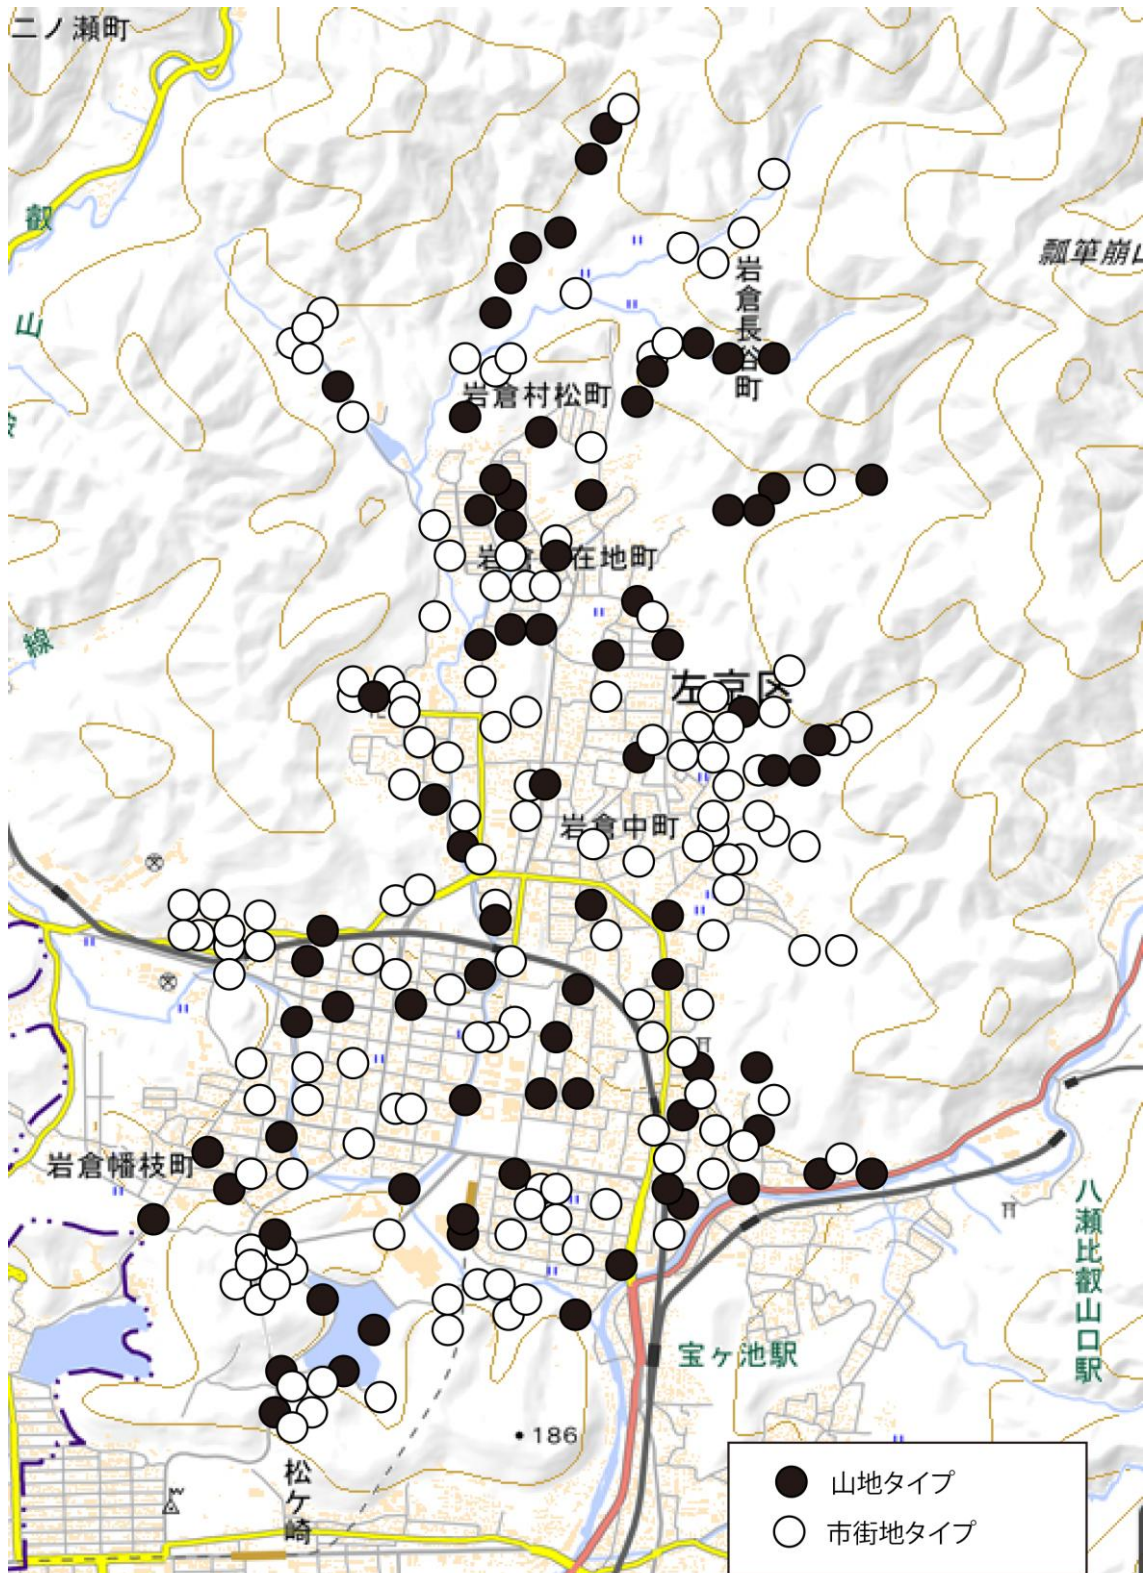 二ノ瀬町
叡
山
線
瓢箪崩山
岩倉長谷町
岩倉村松町
岩倉 在地町
左京区
岩倉中町
岩倉幡枝町
八瀬比叡山口駅
宝ヶ池駅
186
松ケ崎
山地タイプ
市街地タイプ